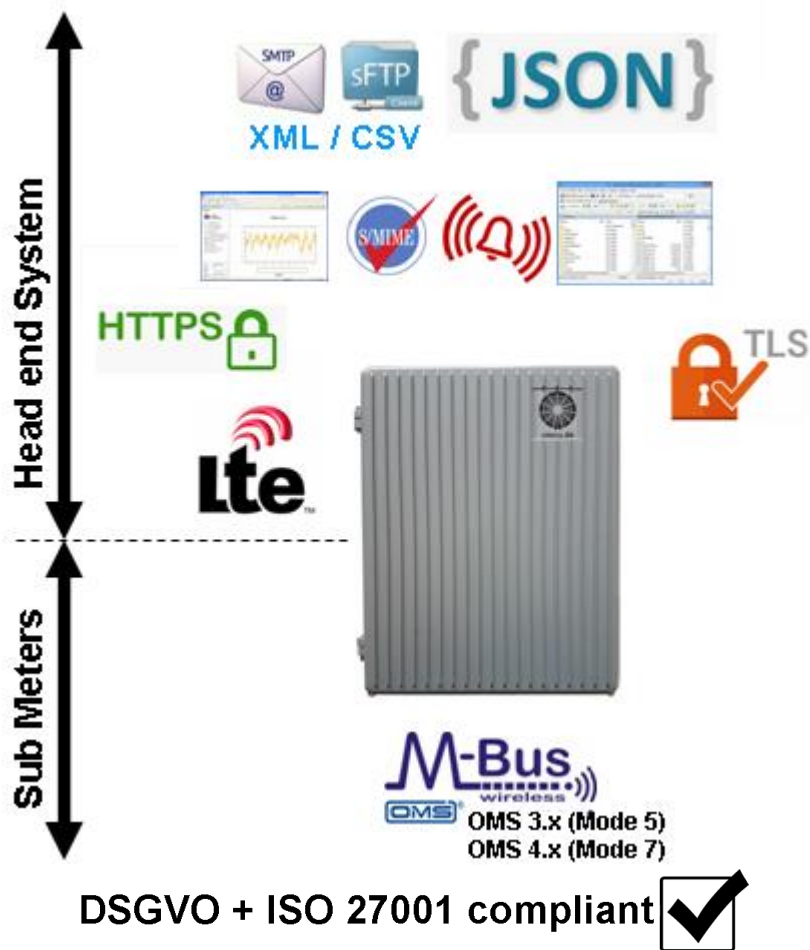 SMTP
@
sFTP
{JSON}
XML / CSV
S/MIME
HTTPS
TLS
Lte
TM
Head end System
Sub Meters
M-Bus
wireless
OMS
OMS 3.x (Mode 5)
OMS 4.x (Mode 7)
DSGVO + ISO 27001 compliant